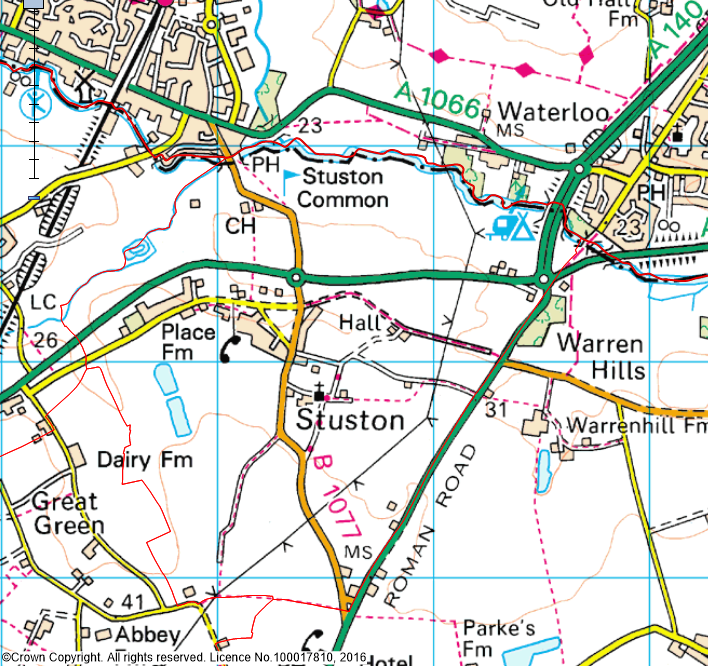 Old Hall
Fm
A 140
A 1066
Waterloo
MS
23
PH
Stuston
Common
PH
CH
23
LC
26
Place
Fm
Hall
Warren
Hills
Stuston
31
Warrenhill Fm
Dairy Fm
B 1077
ROMAN ROAD
Great
Green
MS
41
Abbey
Parke's
Fm
Hotel
©Crown Copyright. All rights reserved. Licence No.100017810, 2016